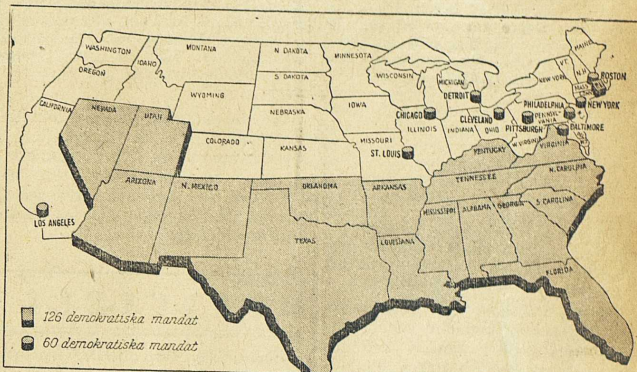 WASHINGTON
MONTANA
N DAKOTA
MINNESOTA
MAINE
OREGON
IDAHO
S. DAKOTA
WISCONSIN
MICHIGAN
DETROIT
NEW YORK
VT.
N.H.
BOSTON
MASS
WYOMING
CALIFORNIA
NEVADA
UTAH
NEBRASKA
IOWA
CHICAGO
CLEVELAND
PHILADELPHIA
PENNSYL-
VANIA
NEW YORK
COLORADO
KANSAS
MISSOURI
ILLINOIS
INDIANA
OHIO
PITTSBURGH
BALTIMORE
ST. LOUIS
W. VIRGINIA
VIRGINIA
KENTUCKY
ARIZONA
N. MEXICO
OKLAHOMA
ARKANSAS
TENNESSEE
N. CAROLINA
LOS ANGELES
TEXAS
LOUISIANA
MISSISSIPPI
ALABAMA
GEORGIA
S. CAROLINA
FLORIDA
126 demokratiska mandat
60 demokratiska mandat